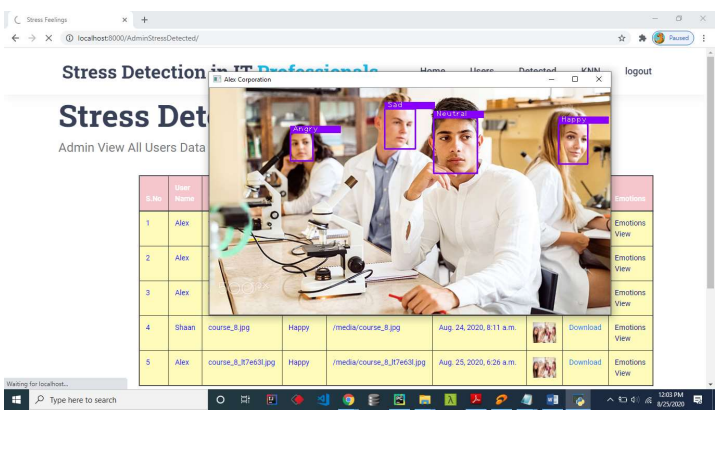 Stress Feelings
localhost:8000/AdminStressDetected/
Paused
Stress Detection in IT Professionals
Home Users Detected KNN logout
Alex Corporation
Stress Det
Admin View All Users Data
Angry
Sad
Neutral
Happy
S.No User Name Emotions
1 Alex Emotions View
2 Alex Emotions View
3 Alex Emotions View
4 Shaan course_8.jpg Happy /media/course_8.jpg Aug. 24, 2020, 8:11 a.m. Download Emotions View
5 Alex course_8_lt7e63l.jpg Happy /media/course_8_lt7e63l.jpg Aug. 25, 2020, 6:26 a.m. Download Emotions View
Waiting for localhost...
Type here to search
12:03 PM
8/25/2020